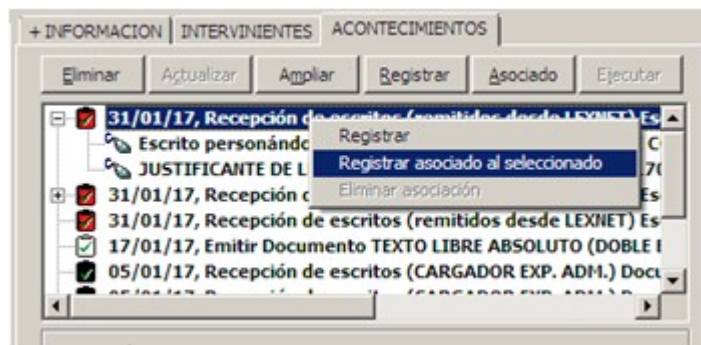 + INFORMACION INTERVINIENTES ACONTECIMIENTOS
Eliminar Actualizar Ampliar Registrar Asociado Ejecutar
31/01/17, Recepción de escritos (remitidos desde LEXNET) Es
Registrar
Escrito personándo
Registrar asociado al seleccionado
JUSTIFICANTE DE L
Eliminar asociación
31/01/17, Recepción
31/01/17, Recepción de escritos (remitidos desde LEXNET) Es
17/01/17, Emitir Documento TEXTO LIBRE ABSOLUTO (DOBLE
05/01/17, Recepción de escritos (CARGADOR EXP. ADM.) Docu